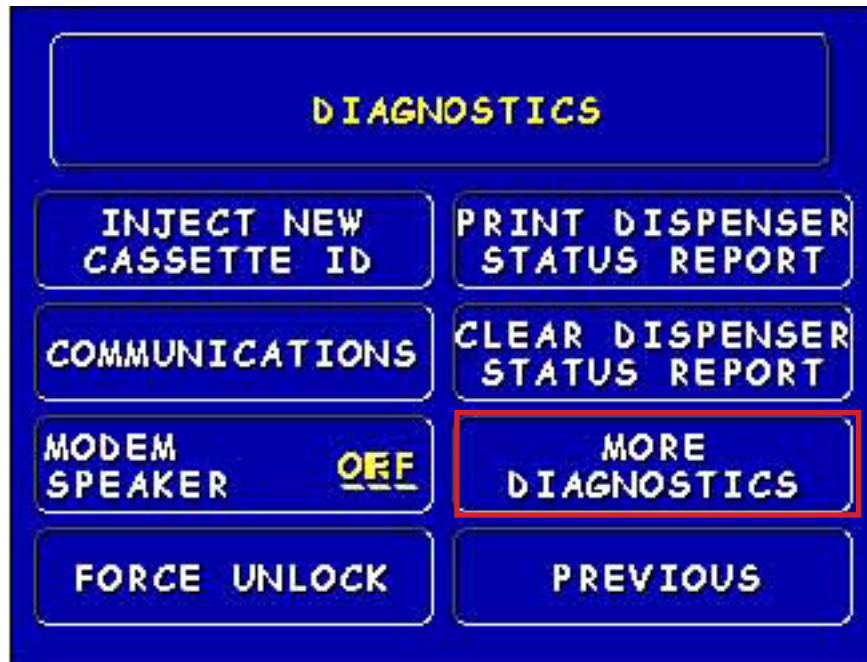 DIAGNOSTICS
INJECT NEW
CASSETTE ID
PRINT DISPENSER
STATUS REPORT
COMMUNICATIONS
CLEAR DISPENSER
STATUS REPORT
MODEM
SPEAKER
MORE
DIAGNOSTICS
FORCE UNLOCK
PREVIOUS